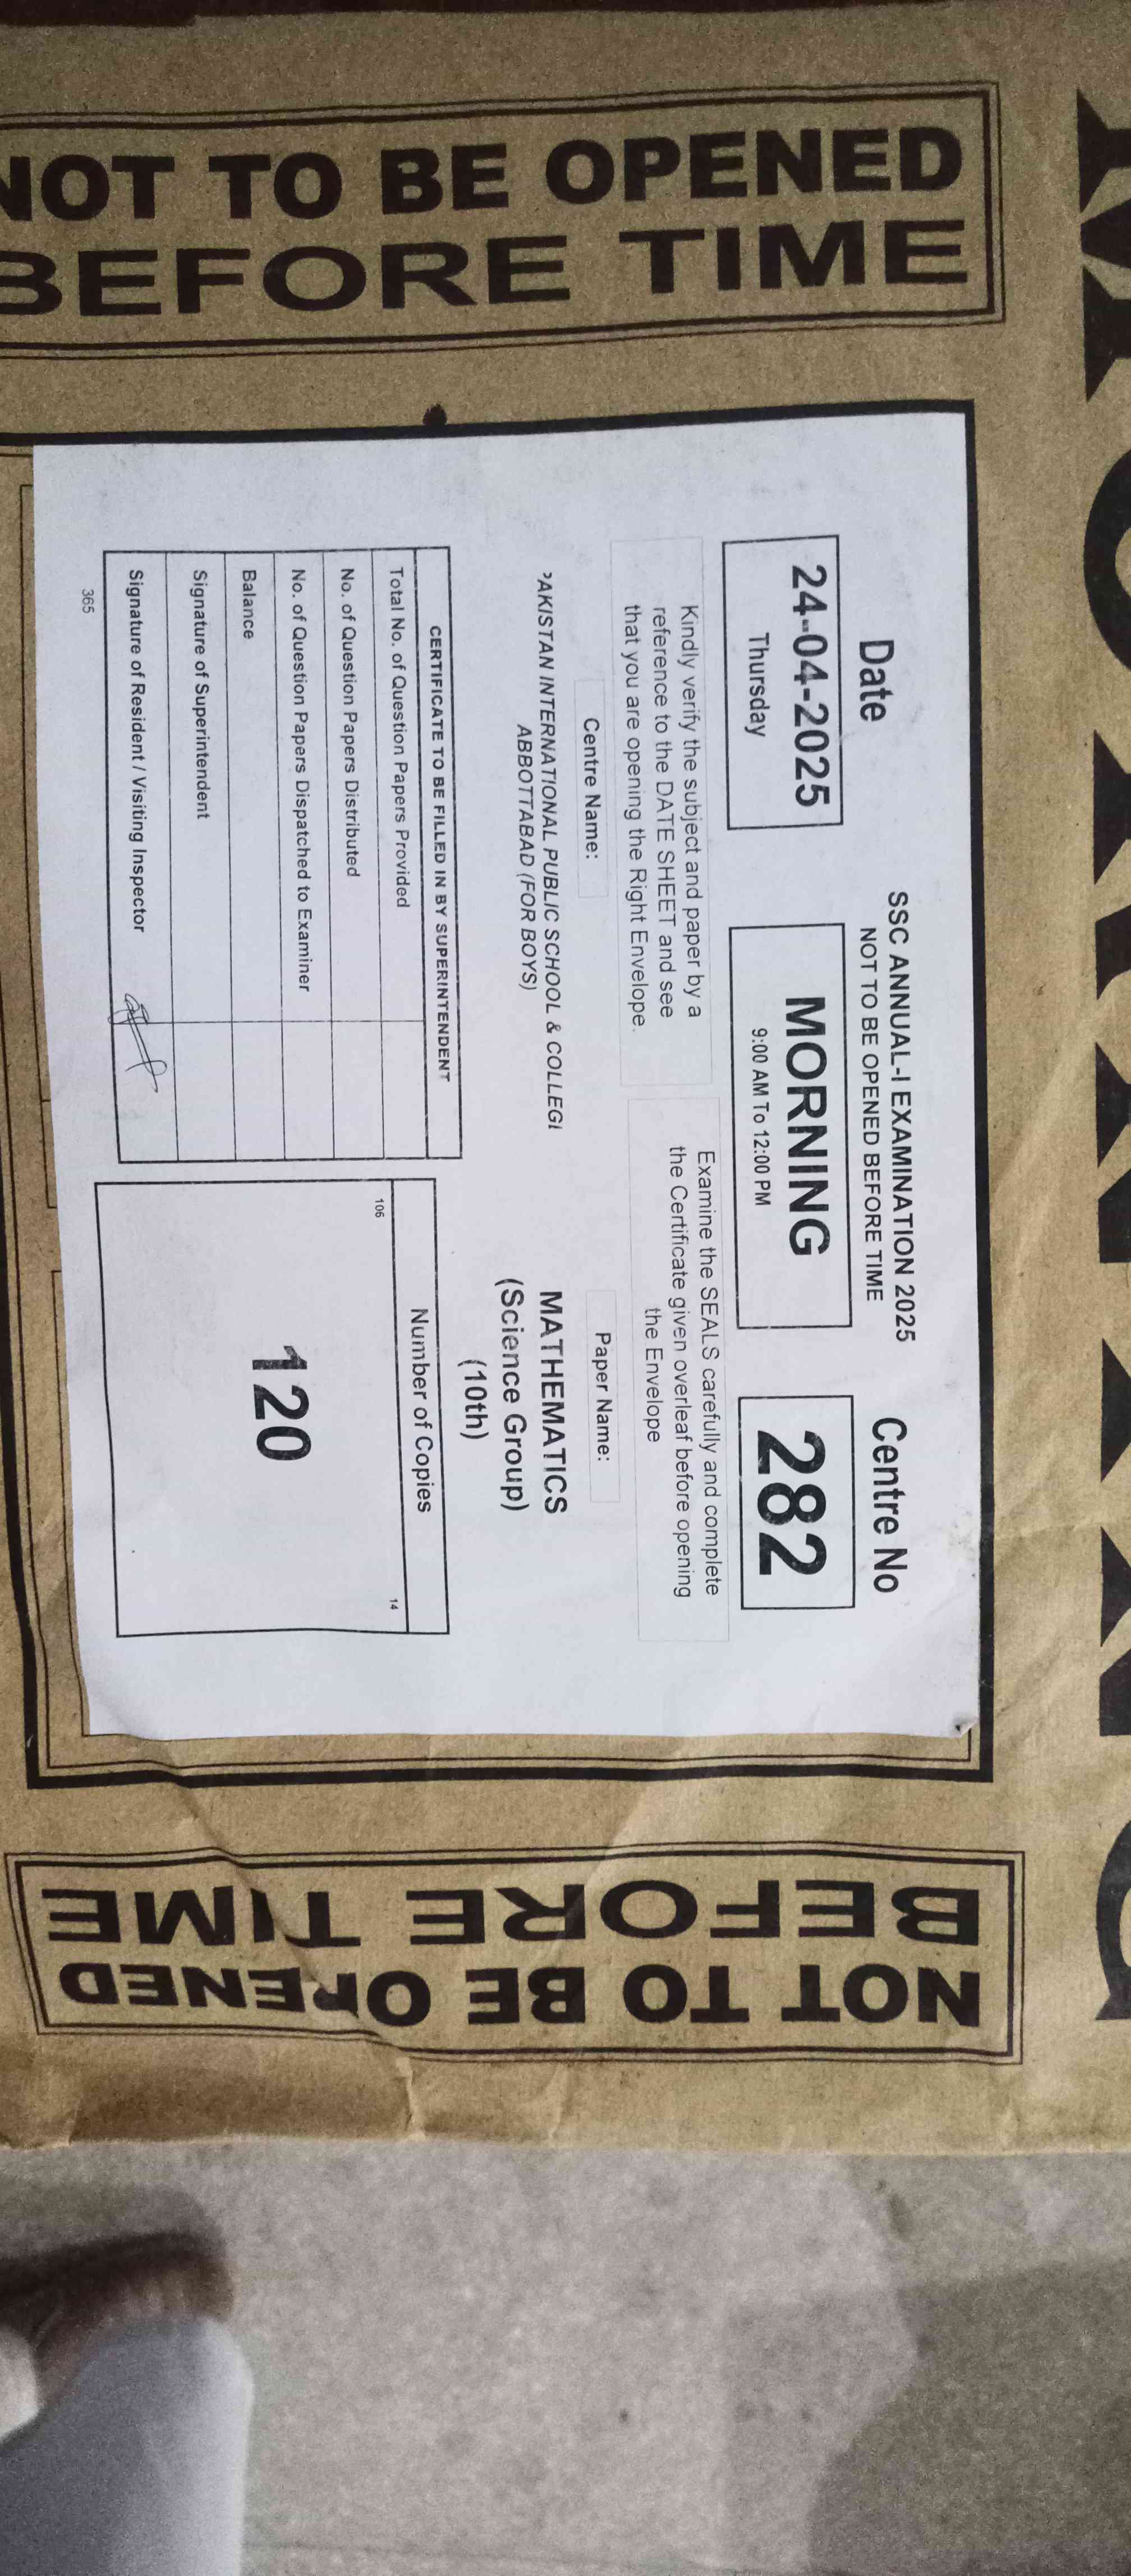 MORNING
NOT TO BE OPENED
BEFORE TIME
SSC ANNUAL-I EXAMINATION 2025
NOT TO BE OPENED BEFORE TIME
Date
24-04-2025
Thursday
MORNING
9:00 AM To 12:00 PM
Centre No
282
Kindly verify the subject and paper by a
reference to the DATE SHEET and see
that you are opening the Right Envelope.
Examine the SEALS carefully and complete
the Certificate given overleaf before opening
the Envelope
Centre Name:
PAKISTAN INTERNATIONAL PUBLIC SCHOOL & COLLEGE
ABBOTTABAD (FOR BOYS)
Paper Name:
MATHEMATICS
(Science Group)
(10th)
CERTIFICATE TO BE FILLED IN BY SUPERINTENDENT
Total No. of Question Papers Provided
No. of Question Papers Distributed
No. of Question Papers Dispatched to Examiner
Balance
Signature of Superintendent
Signature of Resident / Visiting Inspector
365
Number of Copies
106
14
120
NOT TO BE OPENED
BEFORE TIME